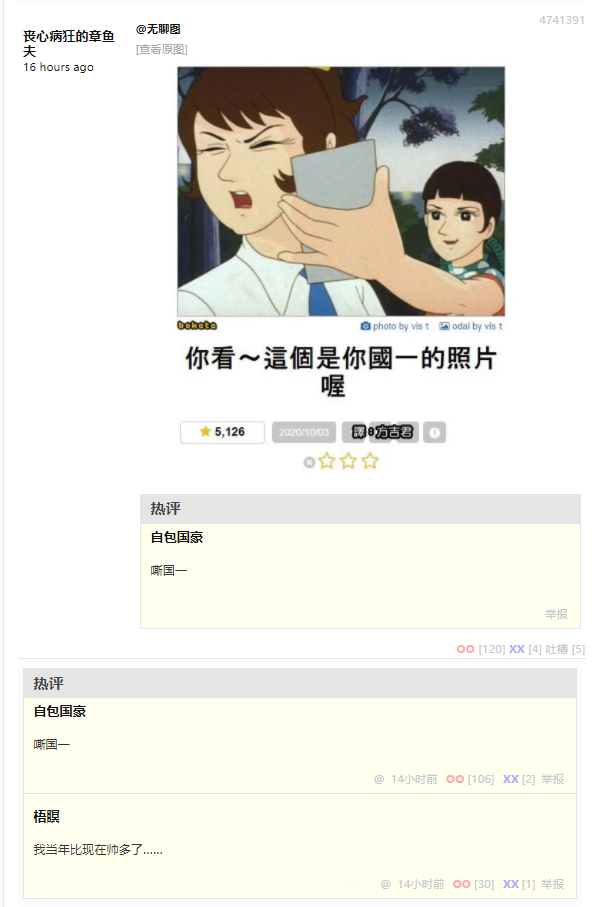 4741391
丧心病狂的章鱼
夫
16 hours ago
@无聊图
[查看原图]
bokete
photo by vis t odai by vis t
你看～這個是你國一的照片
喔
5,126
2020/10/03
譯 方吉君
热评
自包国豪
嘶国一
举报
OO [120] XX [4] 吐槽 [5]
热评
自包国豪
嘶国一
@ 14小时前 OO [106] XX [2] 举报
梧暝
我当年比现在帅多了......
@ 14小时前 OO [30] XX [1] 举报